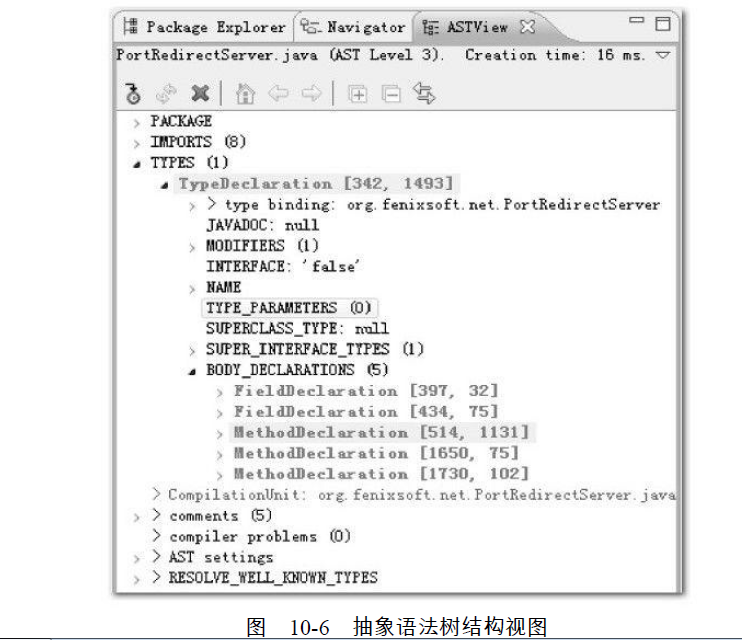 Package Explorer Navigator ASTView
PortRedirectServer.java (AST Level 3). Creation time: 16 ms.
> PACKAGE
> IMPORTS (8)
TYPES (1)
TypeDeclaration [342, 1493]
> > type binding: org.fenixsoft.net.PortRedirectServer
JAVADOC: null
> MODIFIERS (1)
INTERFACE: 'false'
> NAME
TYPE_PARAMETERS (0)
SUPERCLASS_TYPE: null
> SUPER_INTERFACE_TYPES (1)
BODY_DECLARATIONS (5)
> FieldDeclaration [397, 32]
> FieldDeclaration [434, 75]
> MethodDeclaration [514, 1131]
> MethodDeclaration [1650, 75]
> MethodDeclaration [1730, 102]
> CompilationUnit: org.fenixsoft.net.PortRedirectServer.java
> > comments (5)
> compiler problems (0)
> > AST settings
> > RESOLVE_WELL_KNOWN_TYPES
图 10-6 抽象语法树结构视图